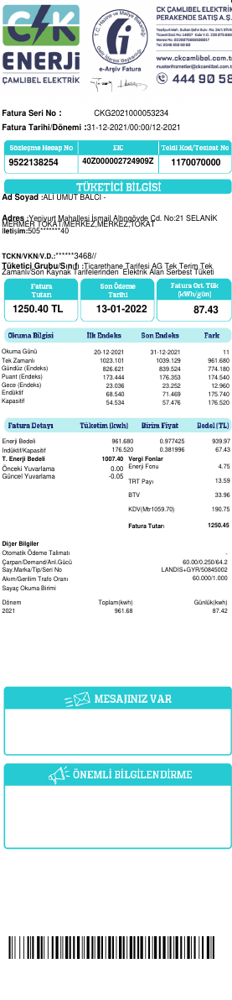 CK
ENERJİ
ÇAMLIBEL ELEKTRİK
T.C. Hazine ve Maliye Bakanlığı
Gelir İdaresi Başkanlığı
e-Arşiv Fatura
CK ÇAMLIBEL ELEKTRİK
PERAKENDE SATIŞ A.Ş.
www.ckcamlibel.com.tr
musterihizmetleri@ckcamlibel.com.tr
444 90 58
Fatura Seri No : CKG2021000053234
Fatura Tarihi/Dönemi :31-12-2021/00:00/12-2021
Sözleşme Hesap No EIC Tekil Kod/Tesisat No
9522138254 40Z000002724909Z 1170070000
TÜKETİCİ BİLGİSİ
Ad Soyad :ALİ UMUT BALCI -
Adres :Yeniyurt Mahallesi İsmail Altıngövde Cd. No:21 SELANİK
MERMER TOKAT/MERKEZ,MERKEZ,TOKAT
İletişim:505*******40
TCKN/VKN/V.D.:******3468//
Tüketici Grubu/Sınıfı :Ticarethane Tarifesi AG Tek Terim Tek
Zamanlı/Son Kaynak Tarifelerinden Elektrik Alan Serbest Tüketi
Fatura Tutarı Son Ödeme Tarihi Fatura Ort. Tük (kWh/gün)
1250.40 TL 13-01-2022 87.43
Okuma Bilgisi İlk Endeks Son Endeks Fark
Okuma Günü 20-12-2021 31-12-2021 11
Tek Zamanlı 1023.101 1039.129 961.680
Gündüz (Endeks) 826.621 839.524 774.180
Puant (Endeks) 173.444 176.353 174.540
Gece (Endeks) 23.036 23.252 12.960
Endüktif 68.540 71.469 175.740
Kapasitif 54.534 57.476 176.520
Fatura Detayı Tüketim (kwh) Birim Fiyat Bedel (TL)
Enerji Bedeli 961.680 0.977425 939.97
Indüktif/Kapasitif 176.520 0.381996 67.43
T. Enerji Bedeli 1007.40 Vergi Fonlar
Önceki Yuvarlama 0.00 Enerji Fonu 4.75
Güncel Yuvarlama -0.05
TRT Payı 13.59
BTV 33.96
KDV(Mtr1059.70) 190.75
Fatura Tutarı 1250.45
Diğer Bilgiler
Otomatik Ödeme Talimatı -
Çarpan/Demand/Anl.Gücü 60.00/0.250/64.2
Say.Marka/Tip/Seri No LANDIS+GYR/50845002
Akım/Gerilim Trafo Oranı 60.000/1.000
Sayaç Okuma Birimi
Dönem Toplam(kwh) Günlük(kwh)
2021 961.68 87.42
MESAJINIZ VAR
ÖNEMLİ BİLGİLENDİRME